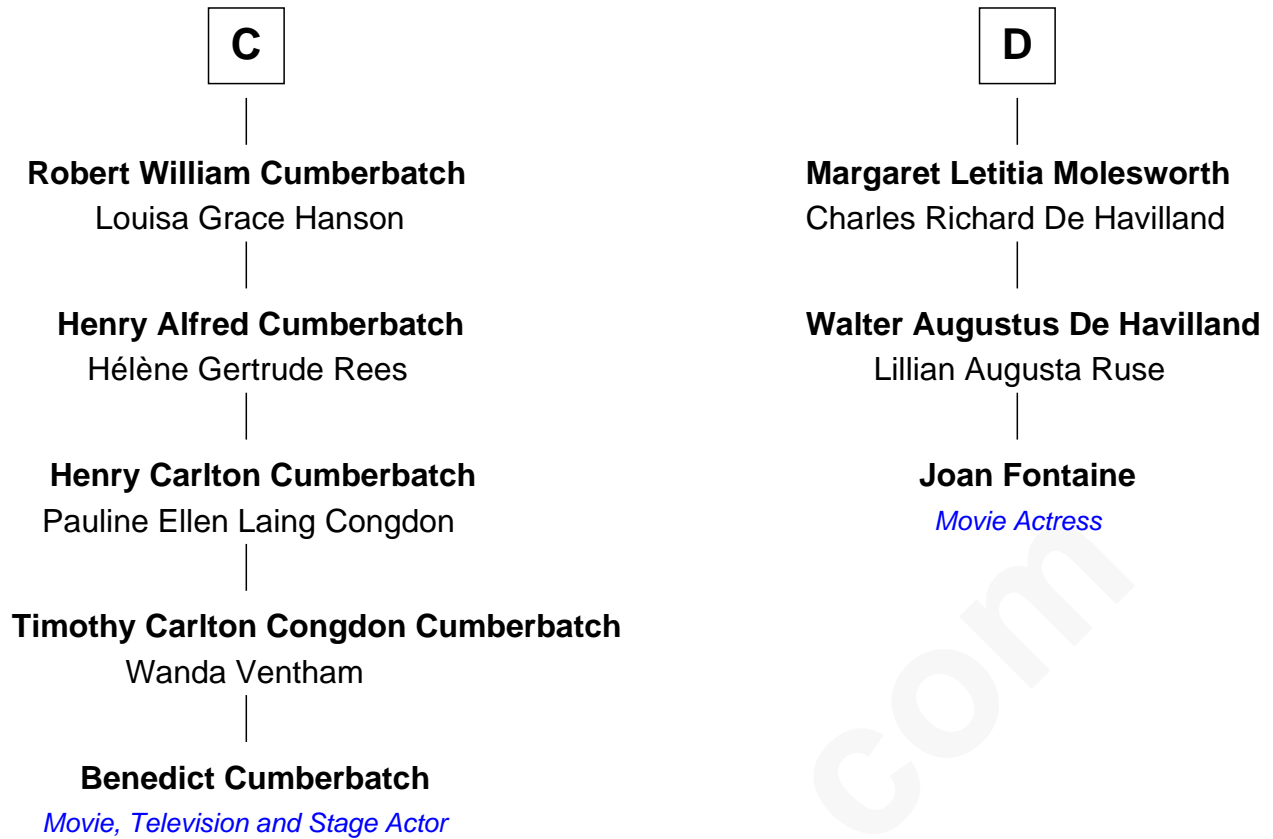 C
Robert William Cumberbatch
Louisa Grace Hanson
Henry Alfred Cumberbatch
Hélène Gertrude Rees
Henry Carlton Cumberbatch
Pauline Ellen Laing Congdon
Timothy Carlton Congdon Cumberbatch
Wanda Ventham
Benedict Cumberbatch
Movie, Television and Stage Actor
D
Margaret Letitia Molesworth
Charles Richard De Havilland
Walter Augustus De Havilland
Lillian Augusta Ruse
Joan Fontaine
Movie Actress
com